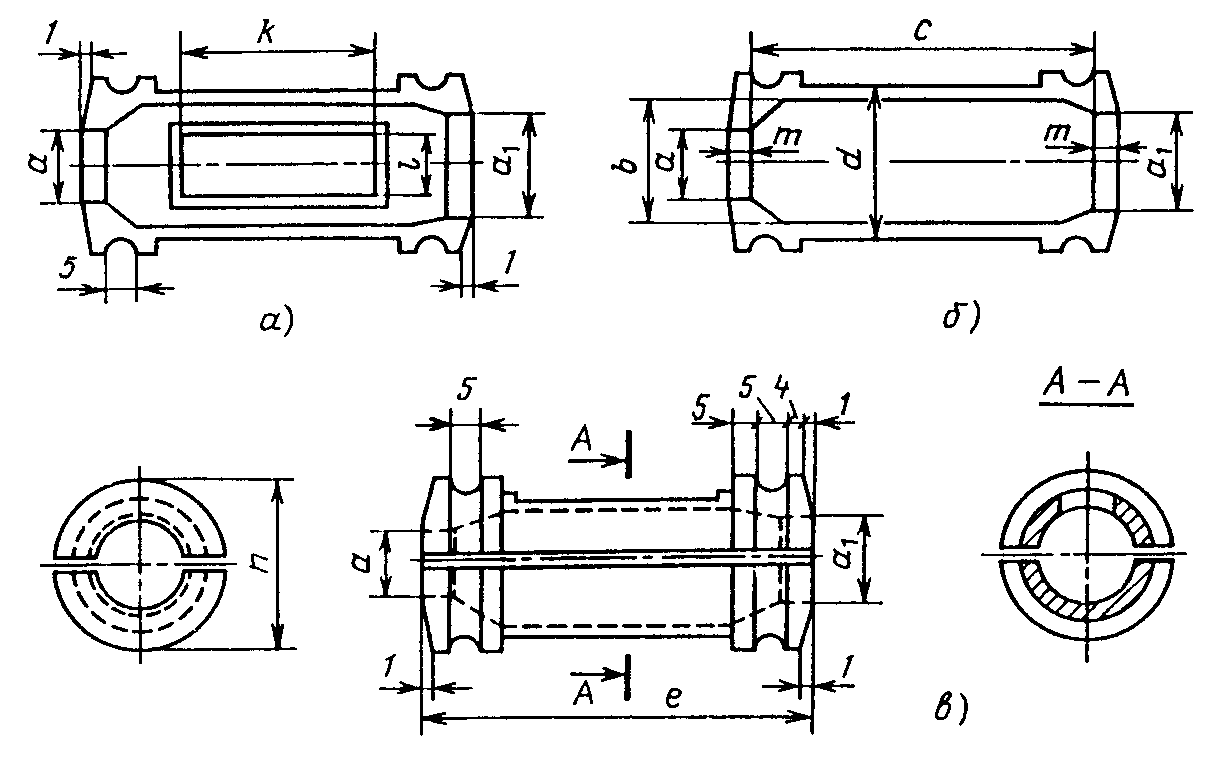 1 k
a l a₁
5 1
а)
c
b a m d m a₁
б)
5 5 5 4 1
A
A – A
n a a₁
1 A e 1
в)